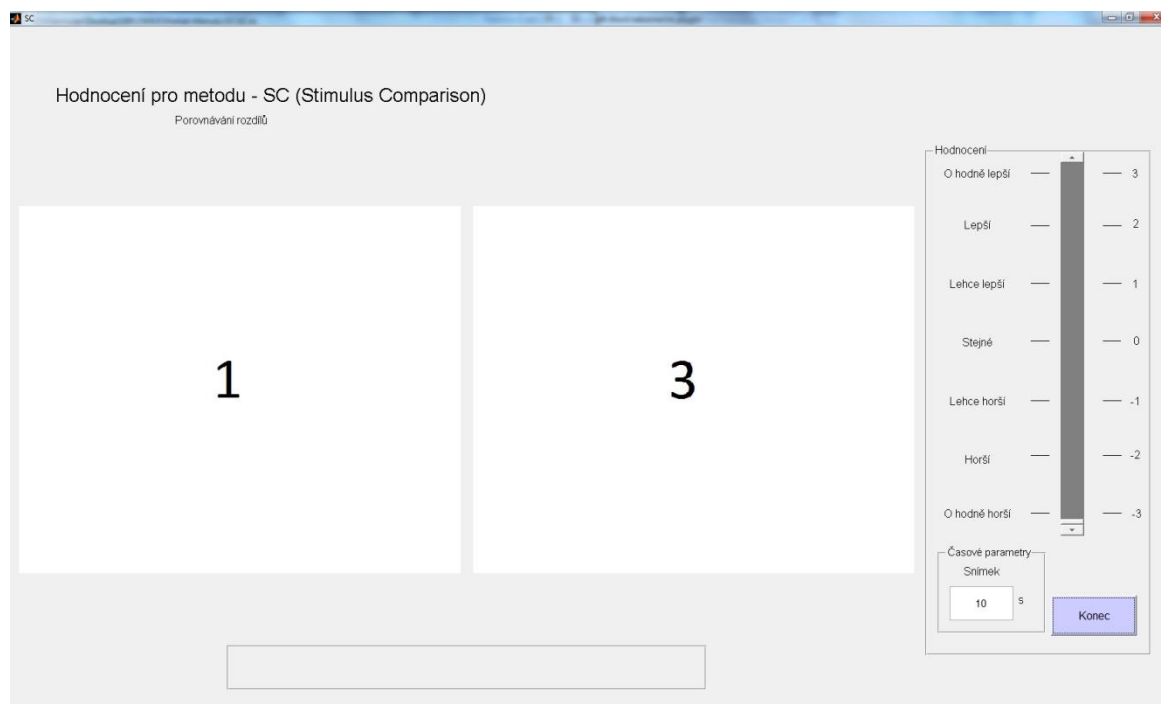 SC
Hodnocení pro metodu - SC (Stimulus Comparison)
Porovnávání rozdílů
1
3
Hodnocení
O hodně lepší 3
Lepší 2
Lehce lepší 1
Stejné 0
Lehce horší -1
Horší -2
O hodně horší -3
Časové parametry
Snímek
10 s
Konec